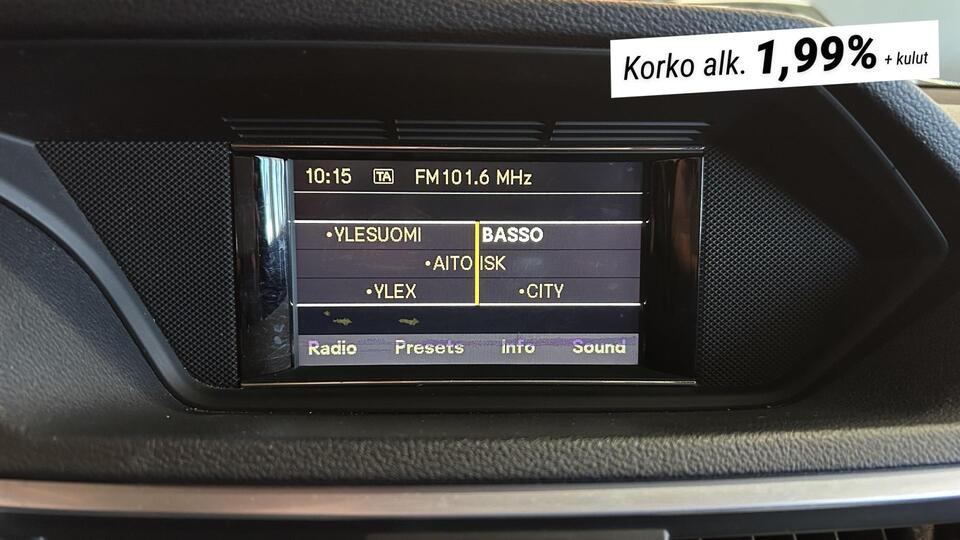 Korko alk. 1,99% + kulut
10:15 TA FM101.6 MHz
•YLESUOMI BASSO
•AITO ISK
•YLEX •CITY
Radio Presets Info Sound